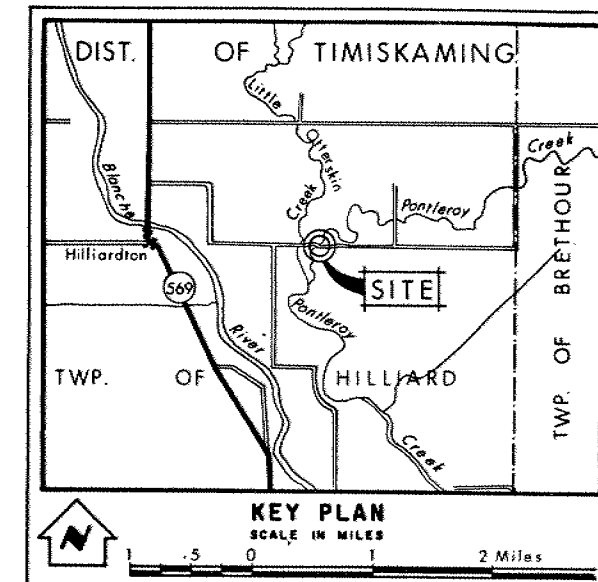 DIST. OF TIMISKAMING
Little
Otterskin
Creek
Creek
Pontleroy
Blanche
Hilliardton
569
SITE
TWP. OF BRETHOUR
Pontleroy
River
TWP. OF HILLIARD
Creek
N
KEY PLAN
SCALE IN MILES
1 .5 0 1 2 Miles